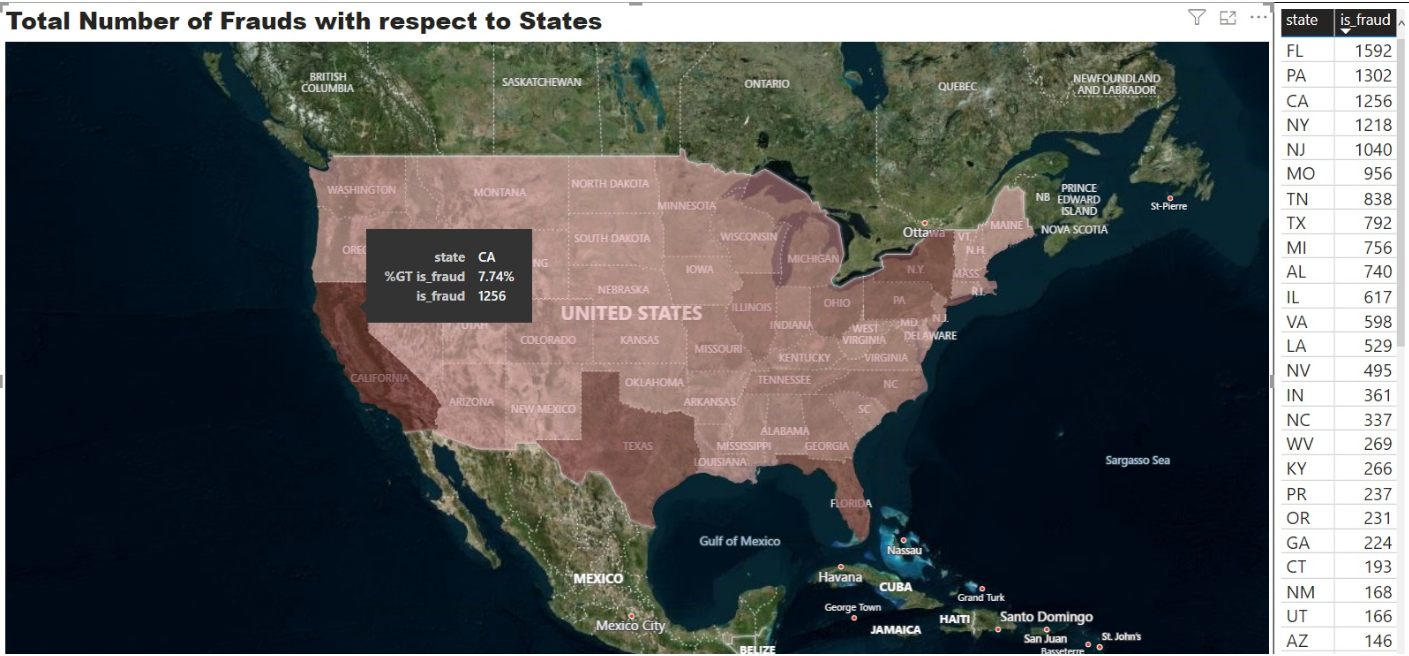 Total Number of Frauds with respect to States
BRITISH
COLUMBIA
SASKATCHEWAN
ONTARIO
QUEBEC
NEWFOUNDLAND
AND LABRADOR
WASHINGTON
MONTANA
NORTH DAKOTA
MINNESOTA
OREG
SOUTH DAKOTA
WISCONSIN
MICHIGAN
Ottawa
VT.
N.H.
MAINE
NB
PRINCE
EDWARD
ISLAND
NOVA SCOTIA
St-Pierre
NG
NEBRASKA
IOWA
N.Y.
MASS
R.I.
state CA
%GT is_fraud 7.74%
is_fraud 1256
UNITED STATES
ILLINOIS
INDIANA
OHIO
PA
N.J.
MD.
DELAWARE
UTAH
COLORADO
KANSAS
MISSOURI
WEST
VIRGINIA
KENTUCKY
VIRGINIA
CALIFORNIA
ARIZONA
NEW MEXICO
OKLAHOMA
ARKANSAS
TENNESSEE
NC
SC
TEXAS
LOUISIANA
MISSISSIPPI
ALABAMA
GEORGIA
FLORIDA
Sargasso Sea
Gulf of Mexico
Nassau
MEXICO
Havana
CUBA
Grand Turk
Mexico City
George Town
JAMAICA
HAITI
Santo Domingo
San Juan
St. John's
Basseterre
BELIZE
state is_fraud
FL 1592
PA 1302
CA 1256
NY 1218
NJ 1040
MO 956
TN 838
TX 792
MI 756
AL 740
IL 617
VA 598
LA 529
NV 495
IN 361
NC 337
WV 269
KY 266
PR 237
OR 231
GA 224
CT 193
NM 168
UT 166
AZ 146